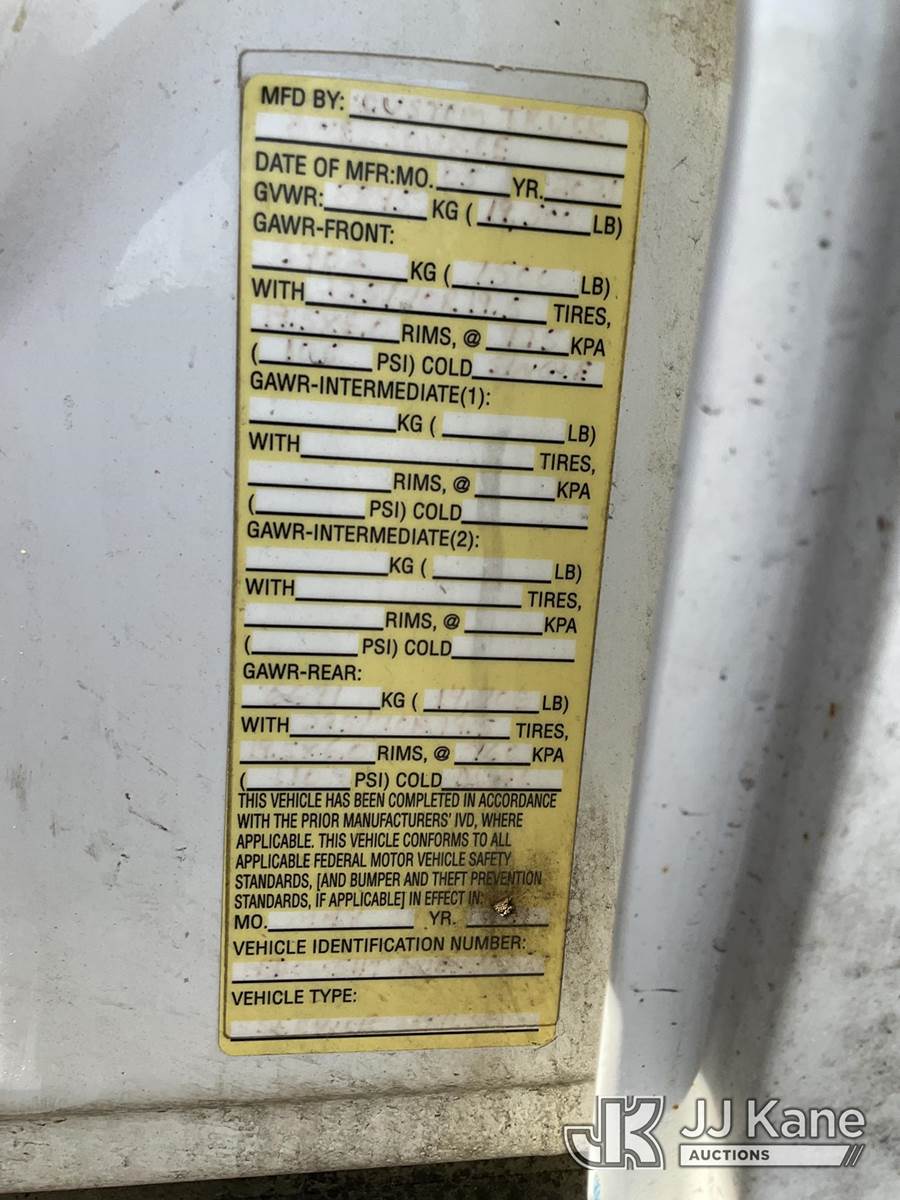 MFD BY:
DATE OF MFR:MO. YR.
GVWR: KG ( LB)
GAWR-FRONT:
KG ( LB)
WITH TIRES,
RIMS, @ KPA
( PSI) COLD
GAWR-INTERMEDIATE(1):
KG ( LB)
WITH TIRES,
RIMS, @ KPA
( PSI) COLD
GAWR-INTERMEDIATE(2):
KG ( LB)
WITH TIRES,
RIMS, @ KPA
( PSI) COLD
GAWR-REAR:
KG ( LB)
WITH TIRES,
RIMS, @ KPA
( PSI) COLD
THIS VEHICLE HAS BEEN COMPLETED IN ACCORDANCE
WITH THE PRIOR MANUFACTURERS' IVD, WHERE
APPLICABLE. THIS VEHICLE CONFORMS TO ALL
APPLICABLE FEDERAL MOTOR VEHICLE SAFETY
STANDARDS, [AND BUMPER AND THEFT PREVENTION
STANDARDS, IF APPLICABLE] IN EFFECT IN:
MO. YR.
VEHICLE IDENTIFICATION NUMBER:
VEHICLE TYPE:
JK JJ Kane
AUCTIONS